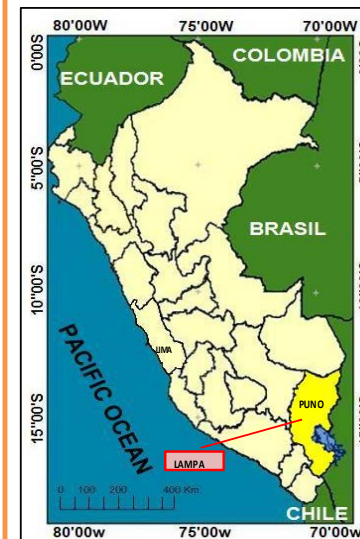 80°00'W 75°00'W 70°00'W
0°00'S
COLOMBIA
ECUADOR
5°00'S
BRASIL
10°00'S
LIMA
PACIFIC OCEAN
PUNO
15°00'S
LAMPA
0 100 200 400 Km.
CHILE
80°00'W 75°00'W 70°00'W